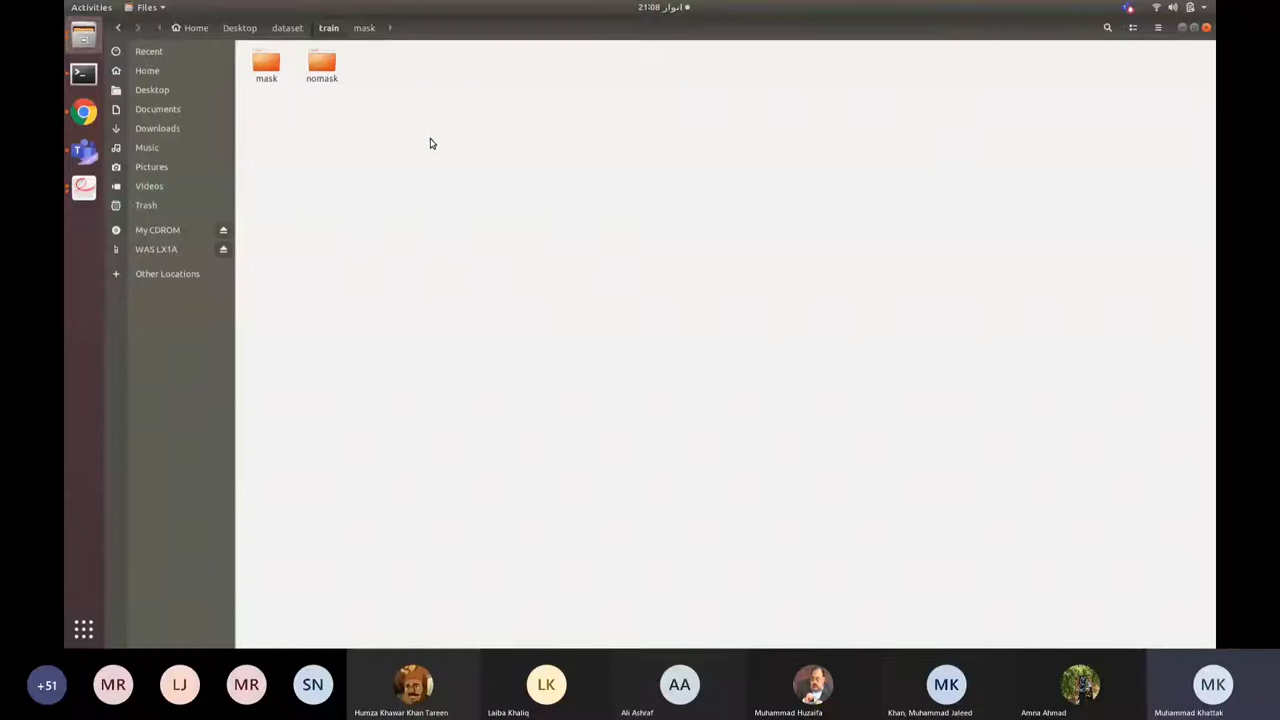 Activities
Files
انوار 21:08
Home
Desktop
dataset
train
mask
Recent
Home
Desktop
Documents
Downloads
Music
Pictures
Videos
Trash
My CDROM
WAS LX1A
Other Locations
mask
nomask
+51
MR
LJ
MR
SN
LK
AA
MK
MK
Humza Khawar Khan Tareen
Laiba Khaliq
Ali Ashraf
Muhammad Huzaifa
Khan, Muhammad Jaleed
Amna Ahmad
Muhammad Khattak